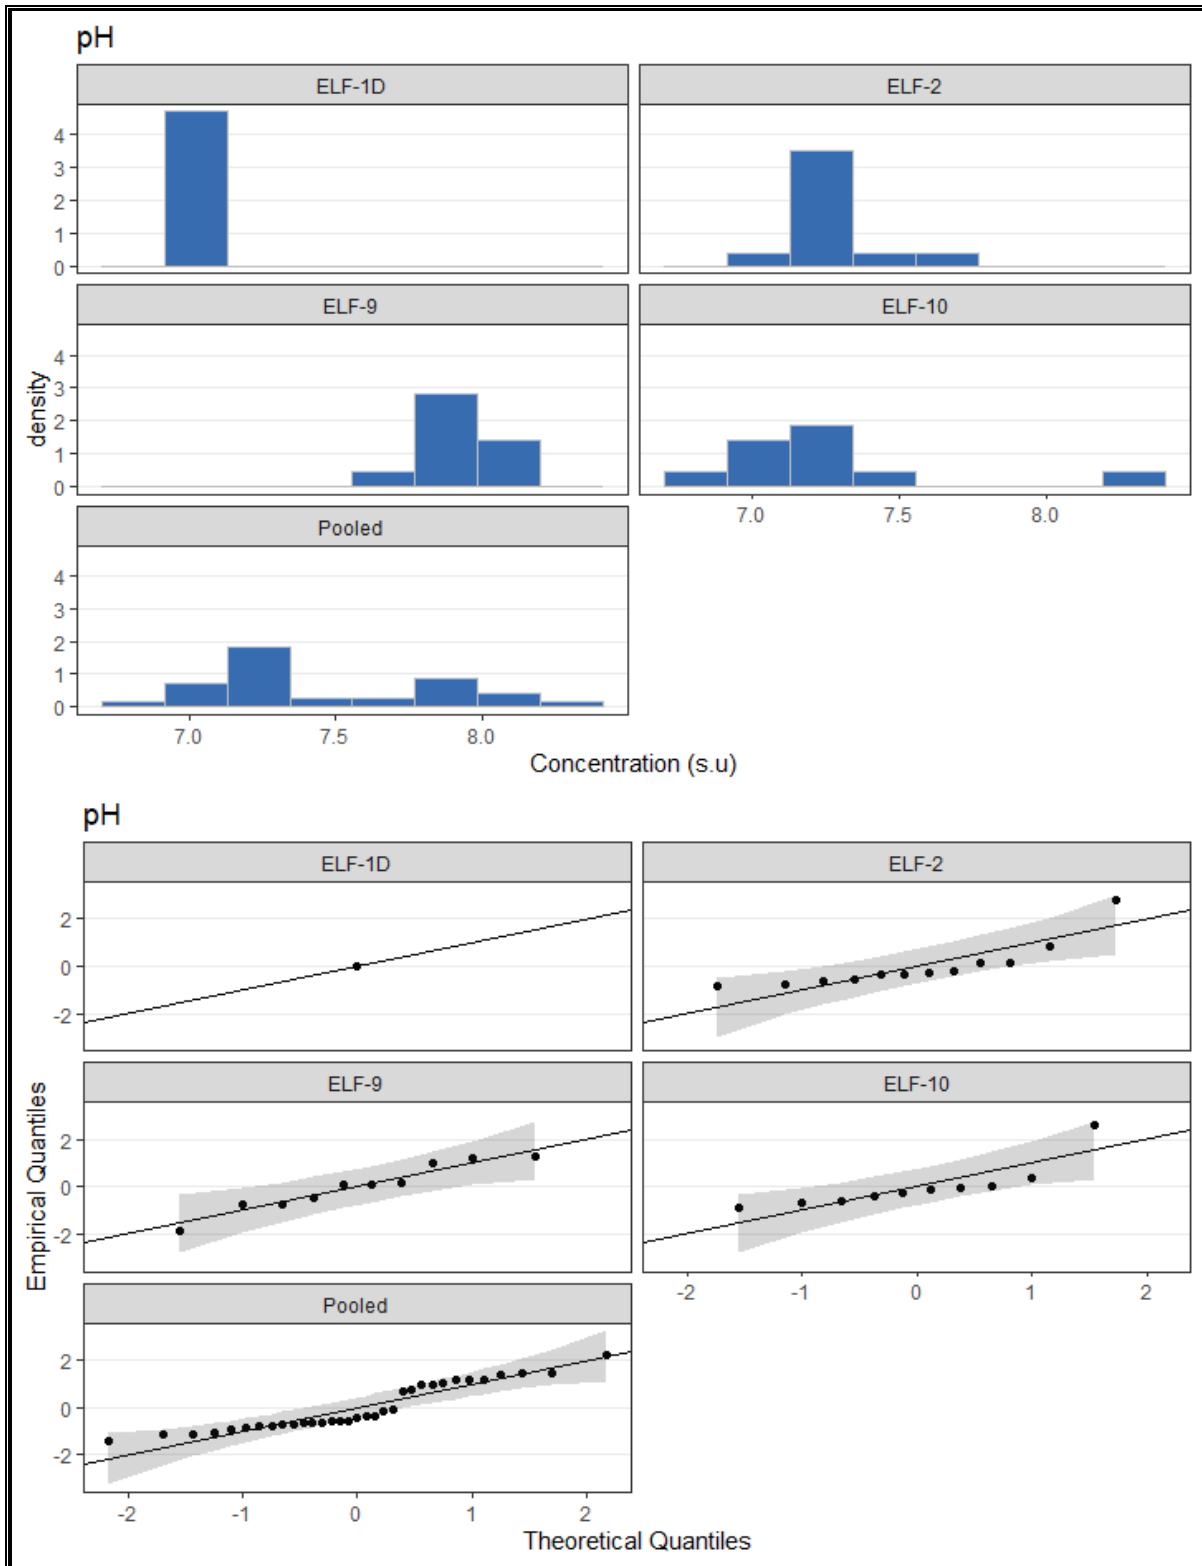 pH
ELF-1D
ELF-2
4
3
2
1
0
ELF-9
ELF-10
4
3
2
1
0
density
7.0 7.5 8.0
Pooled
4
3
2
1
0
7.0 7.5 8.0
Concentration (s.u)
pH
ELF-1D
ELF-2
2
0
-2
ELF-9
ELF-10
2
0
-2
Empirical Quantiles
-2 -1 0 1 2
Pooled
2
0
-2
-2 -1 0 1 2
Theoretical Quantiles